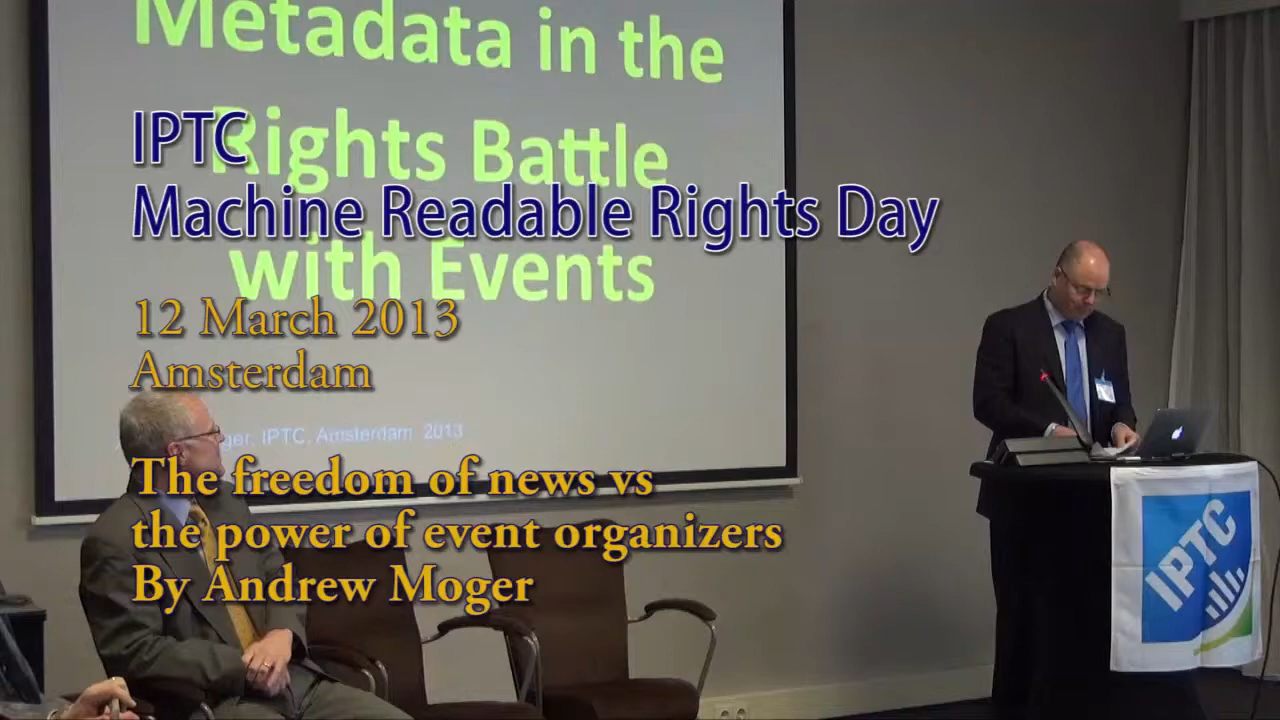 Metadata in the
Rights Battle
with Events
IPTC
Machine Readable Rights Day
12 March 2013
Amsterdam
ger, IPTC, Amsterdam 2013
The freedom of news vs
the power of event organizers
By Andrew Moger
IPTC